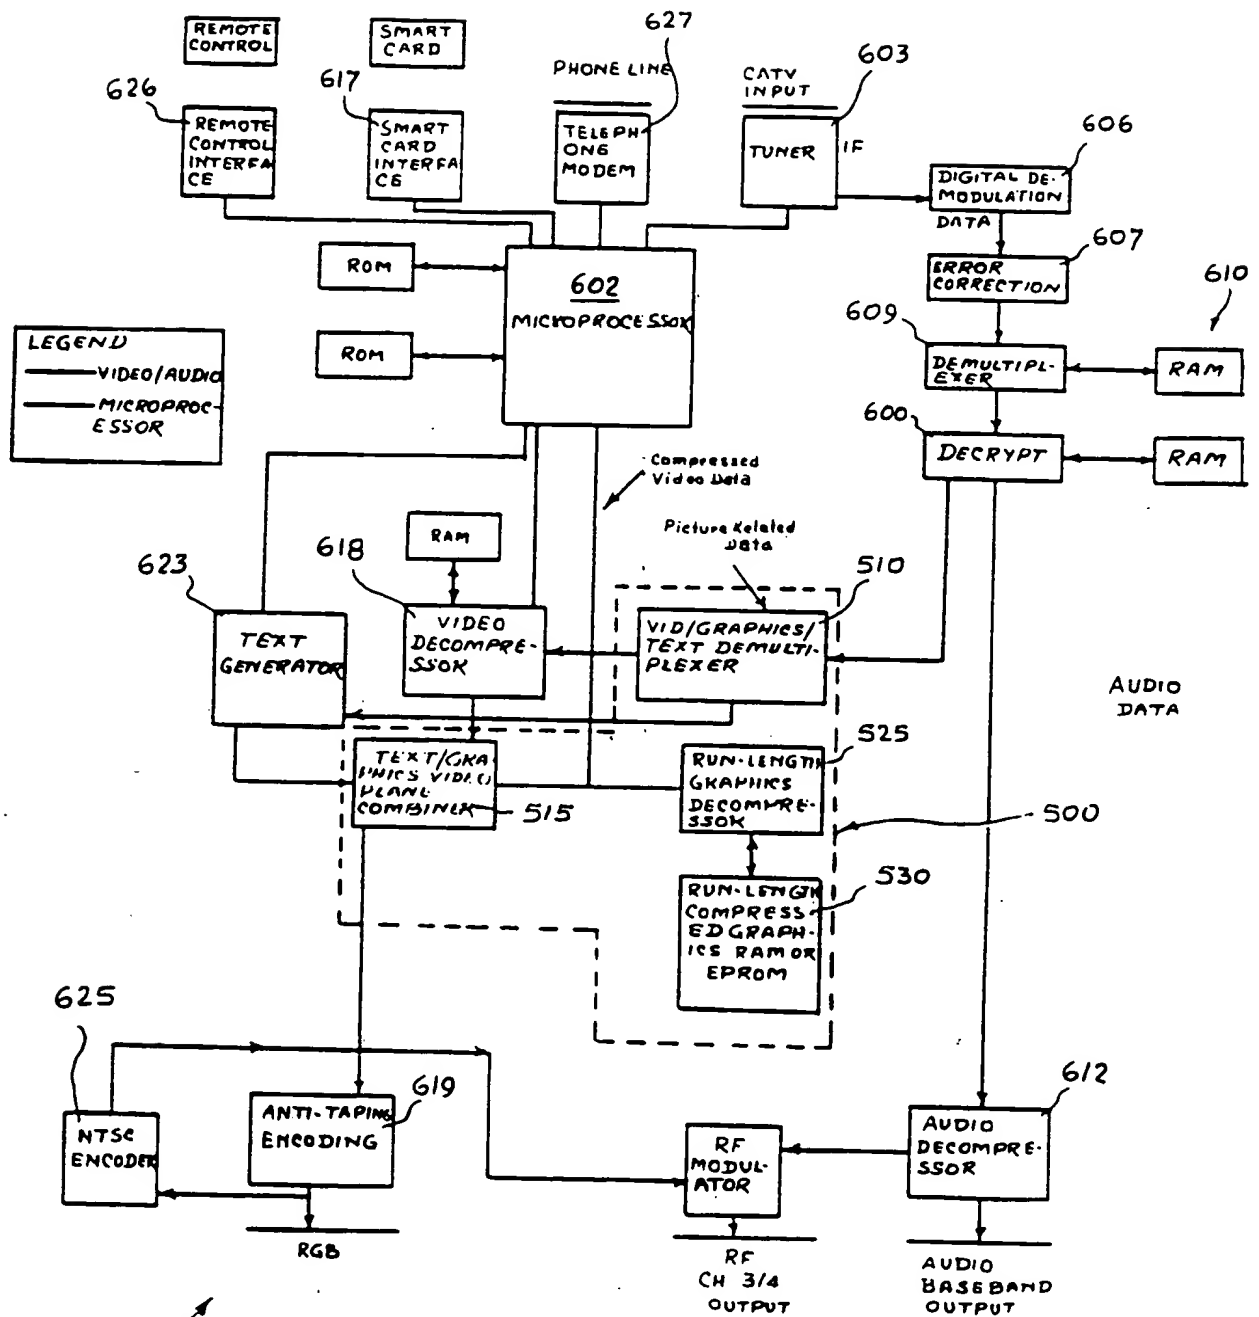 REMOTE
CONTROL
SMART
CARD
627
603
PHONE LINE
CATV
INPUT
626
617
606
REMOTE
CONTROL
INTERFA
CE
SMART
CARD
INTERFA
CE
TELEPH
ONE
MODEM
TUNER
IF
DIGITAL DE-
MODULATION
DATA
607
ERROR
CORRECTION
610
ROM
602
MICROPROCESSOR
609
ROM
DEMULTIPL-
EXER
RAM
LEGEND
VIDEO/AUDIO
MICROPROC-
ESSOR
600
DECRYPT
RAM
Compressed
Video Data
Picture Related
Data
RAM
618
510
623
TEXT
GENERATOR
VIDEO
DECOMPRE-
SSOR
VID/GRAPHICS/
TEXT DEMULTI-
PLEXER
AUDIO
DATA
525
TEXT/GRA-
PHICS VIDEO
PLANE
COMBINER
515
RUN-LENGTH
GRAPHICS
DECOMPRE-
SSOR
500
530
RUN-LENGTH
COMPRESS
ED GRAPH-
ICS RAM OR
EPROM
625
619
612
NTSC
ENCODER
ANTI-TAPING
ENCODING
RF
MODUL-
ATOR
AUDIO
DECOMPRE-
SSOR
RGB
RF
CH 3/4
OUTPUT
AUDIO
BASEBAND
OUTPUT